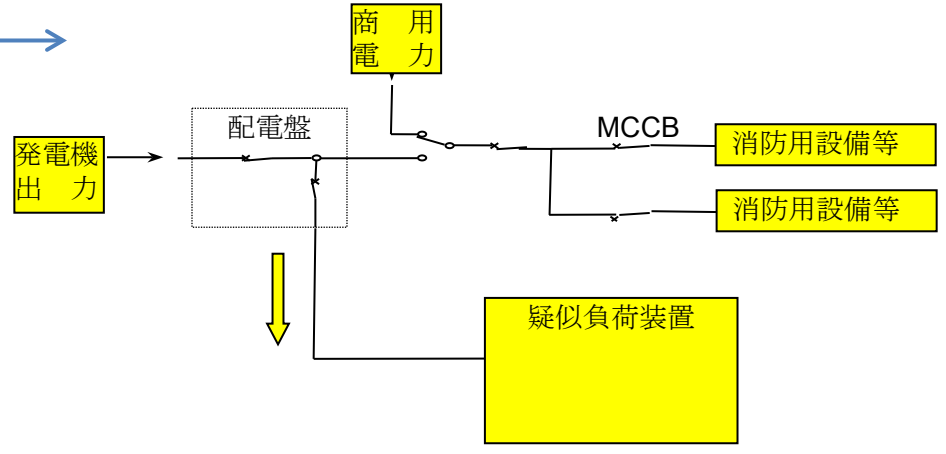 商　用
電　力
配電盤
MCCB
消防用設備等
発電機
出　力
消防用設備等
疑似負荷装置